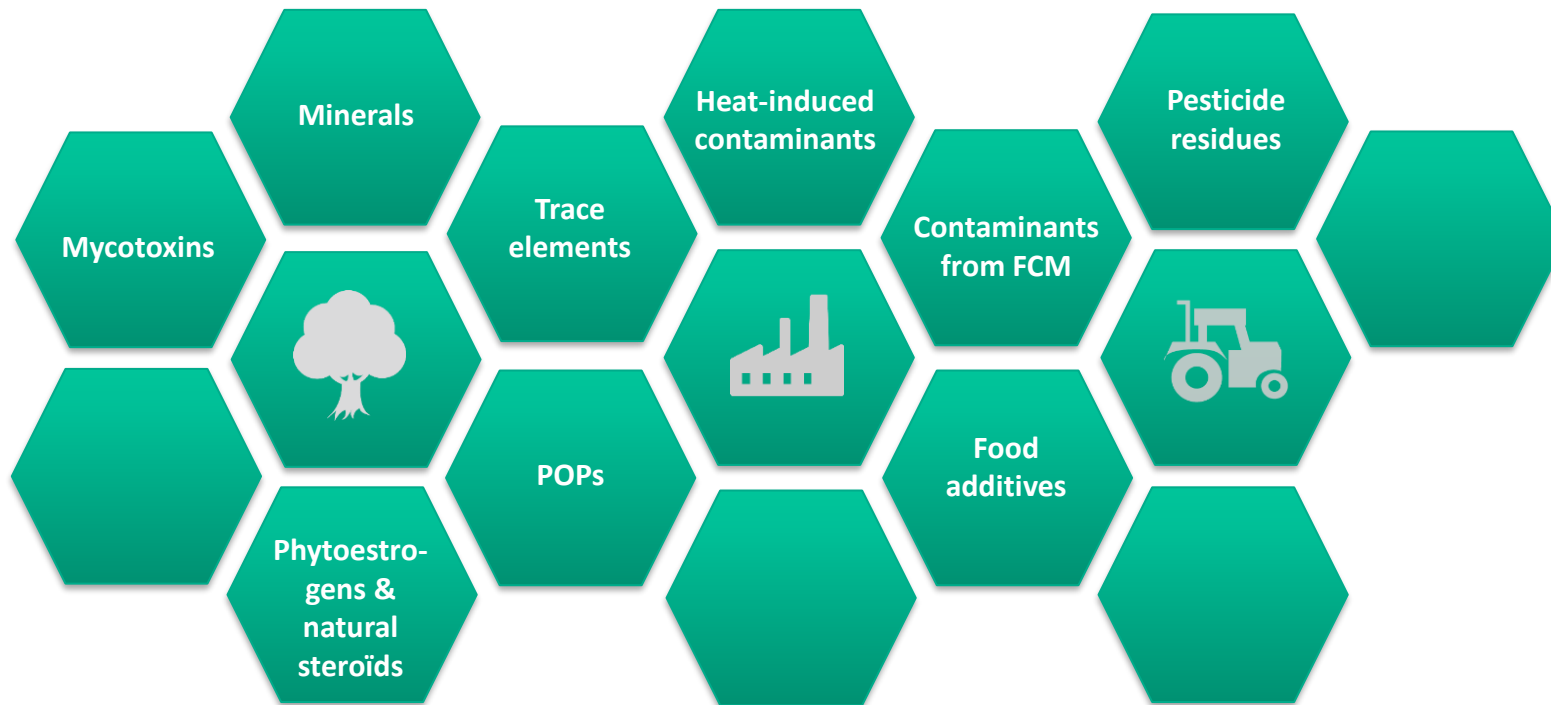 Minerals
Heat-induced
contaminants
Pesticide
residues
Mycotoxins
Trace
elements
Contaminants
from FCM
POPs
Food
additives
Phytoestro-
gens &
natural
steroïds